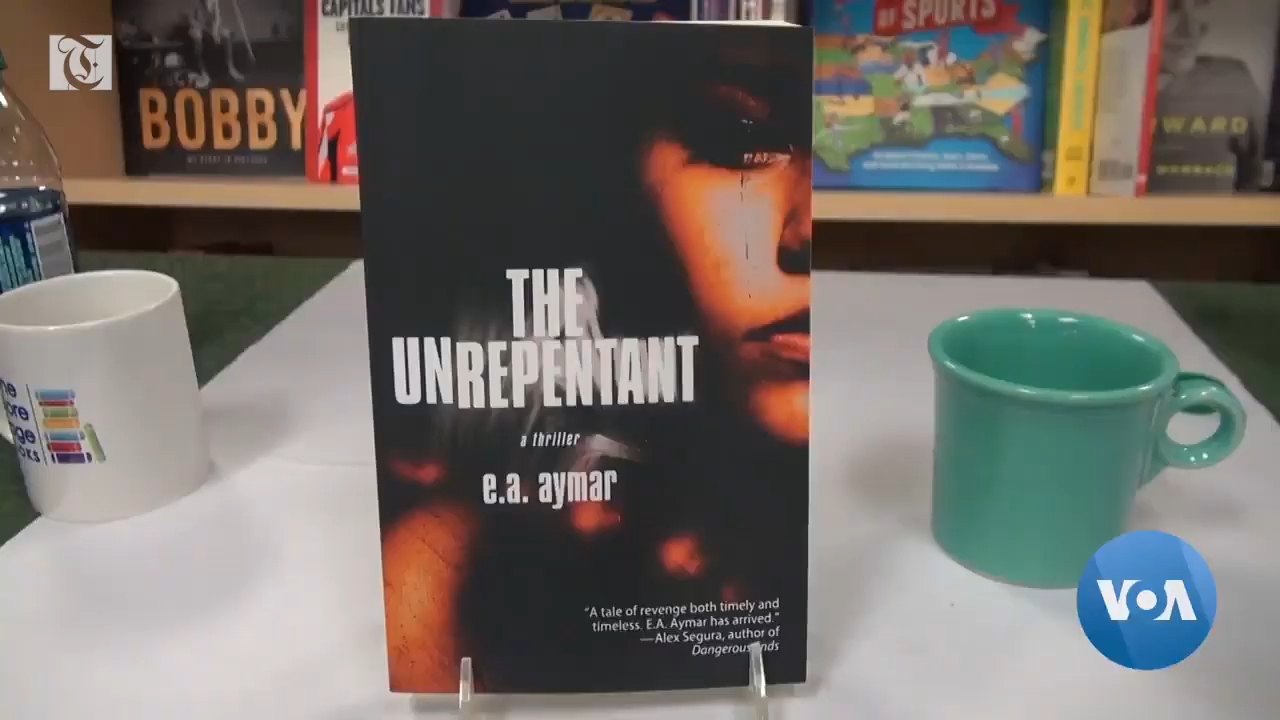 T
CAPITALS FANS
BOBBY
OF SPORTS
WARD
THE
UNREPENTANT
a thriller
e.a. aymar
"A tale of revenge both timely and
timeless. E.A. Aymar has arrived."
—Alex Segura, author of
Dangerous
VOA